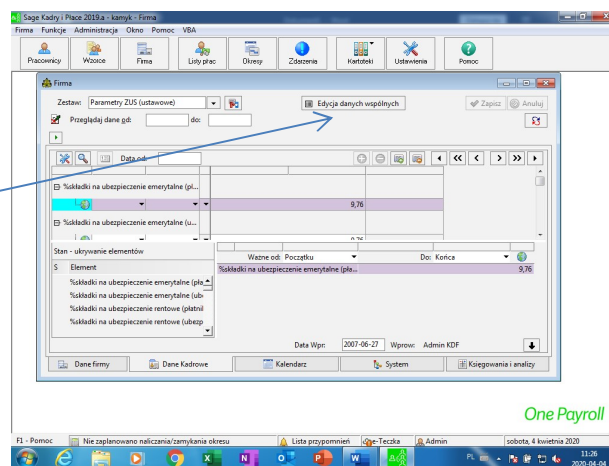 Sage Kadry i Płace 2019.a - kamyk - Firma
Firma Funkcje Administracja Okno Pomoc VBA
Pracownicy Wzorce Firma Listy płac Okresy Zdarzenia Kartoteki Ustawienia Pomoc
Firma
Zestaw: Parametry ZUS (ustawowe) Edycja danych wspólnych Zapisz Anuluj
Przeglądaj dane od: do:
Data od:
%składki na ubezpieczenie emerytalne (pł...
9,76
%składki na ubezpieczenie emerytalne (u...
9,76
Stan - ukrywanie elementów
Ważne od: Początku Do: Końca
S Element
%składki na ubezpieczenie emerytalne (pła... 9,76
%składki na ubezpieczenie emerytalne (pła
%składki na ubezpieczenie emerytalne (ub
%składki na ubezpieczenie rentowe (płatnil
%składki na ubezpieczenie rentowe (ubezp
Data Wpr: 2007-06-27 Wprow: Admin KDF
Dane firmy Dane Kadrowe Kalendarz System Księgowania i analizy
One Payroll
F1 - Pomoc Nie zaplanowano naliczania/zamykania okresu Lista przypomnień e-Teczka Admin sobota, 4 kwietnia 2020
PL 11:26
2020-04-04